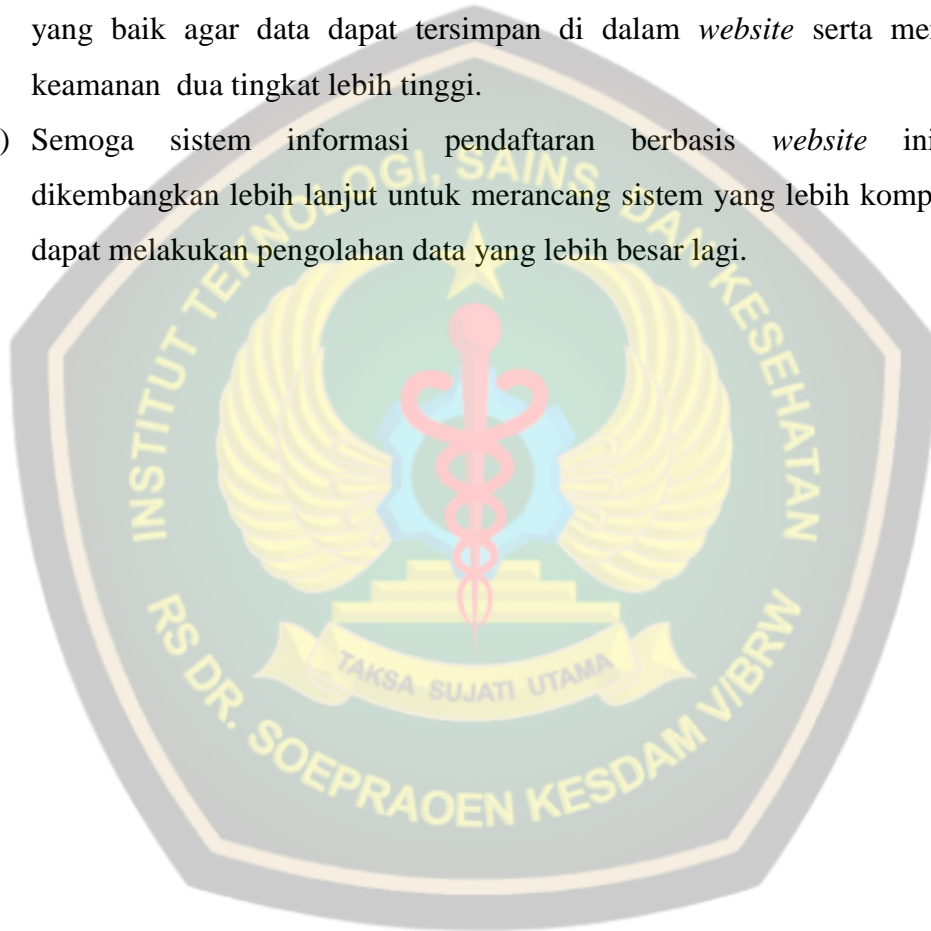 yang baik agar data dapat tersimpan di dalam website serta
keamanan dua tingkat lebih tinggi.
) Semoga sistem informasi pendaftaran berbasis website ini
dikembangkan lebih lanjut untuk merancang sistem yang lebih
dapat melakukan pengolahan data yang lebih besar lagi.
INSTITUT TEKNOLOGI, SAINS, DAN KESEHATAN
TAKSA SUJATI UTAMA
RS DR. SOEPRAOEN KESDAM V/BRW